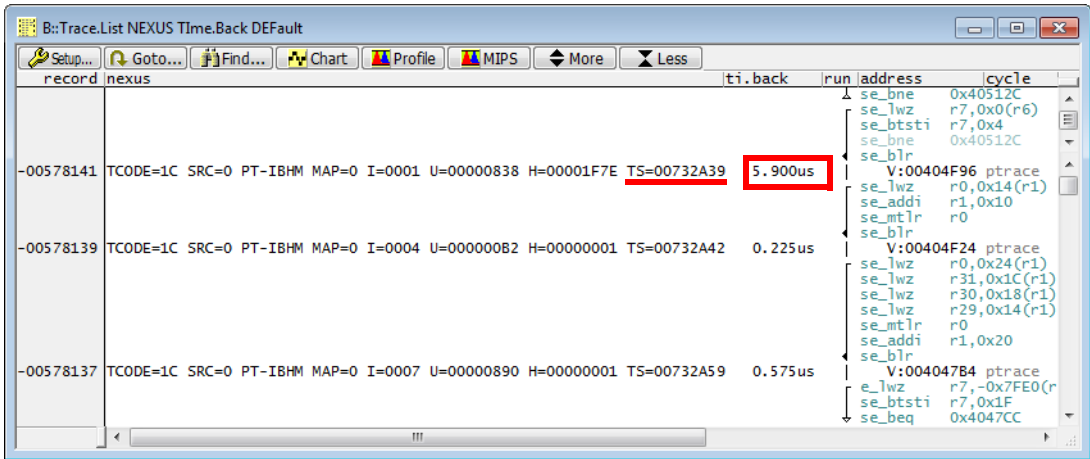 B::Trace.List NEXUS TIme.Back DEFault
Setup... Goto... Find... Chart Profile MIPS More Less
record nexus ti.back run address cycle
se_bne 0x40512C
se_lwz r7,0x0(r6)
se_btsti r7,0x4
se_bne 0x40512C
se_blr
-00578141 TCODE=1C SRC=0 PT-IBHM MAP=0 I=0001 U=00000838 H=00001F7E TS=00732A39 5.900us V:00404F96 ptrace
se_lwz r0,0x14(r1)
se_addi r1,0x10
se_mtlr r0
se_blr
-00578139 TCODE=1C SRC=0 PT-IBHM MAP=0 I=0004 U=000000B2 H=00000001 TS=00732A42 0.225us V:00404F24 ptrace
se_lwz r0,0x24(r1)
se_lwz r31,0x1C(r1)
se_lwz r30,0x18(r1)
se_lwz r29,0x14(r1)
se_mtlr r0
se_addi r1,0x20
se_blr
-00578137 TCODE=1C SRC=0 PT-IBHM MAP=0 I=0007 U=00000890 H=00000001 TS=00732A59 0.575us V:004047B4 ptrace
e_lwz r7,-0x7FE0(r
se_btsti r7,0x1F
se_beq 0x4047CC